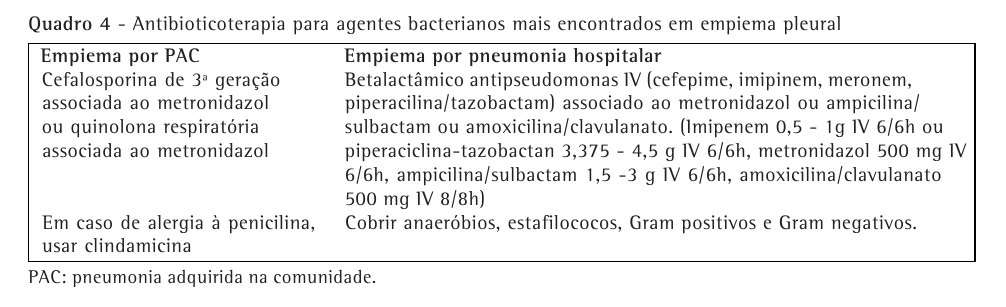 Quadro 4 - Antibioticoterapia para agentes bacterianos mais encontrados em empiema pleural
Empiema por PAC
Cefalosporina de 3ª geração
associada ao metronidazol
ou quinolona respiratória
associada ao metronidazol
Empiema por pneumonia hospitalar
Betalactâmico antipseudomonas IV (cefepime, imipinem, meronem,
piperacilina/tazobactam) associado ao metronidazol ou ampicilina/
sulbactam ou amoxicilina/clavulanato. (Imipenem 0,5 - 1g IV 6/6h ou
piperaciclina-tazobactan 3,375 - 4,5 g IV 6/6h, metronidazol 500 mg IV
6/6h, ampicilina/sulbactam 1,5 -3 g IV 6/6h, amoxicilina/clavulanato
500 mg IV 8/8h)
Em caso de alergia à penicilina,
usar clindamicina
Cobrir anaeróbios, estafilococos, Gram positivos e Gram negativos.
PAC: pneumonia adquirida na comunidade.